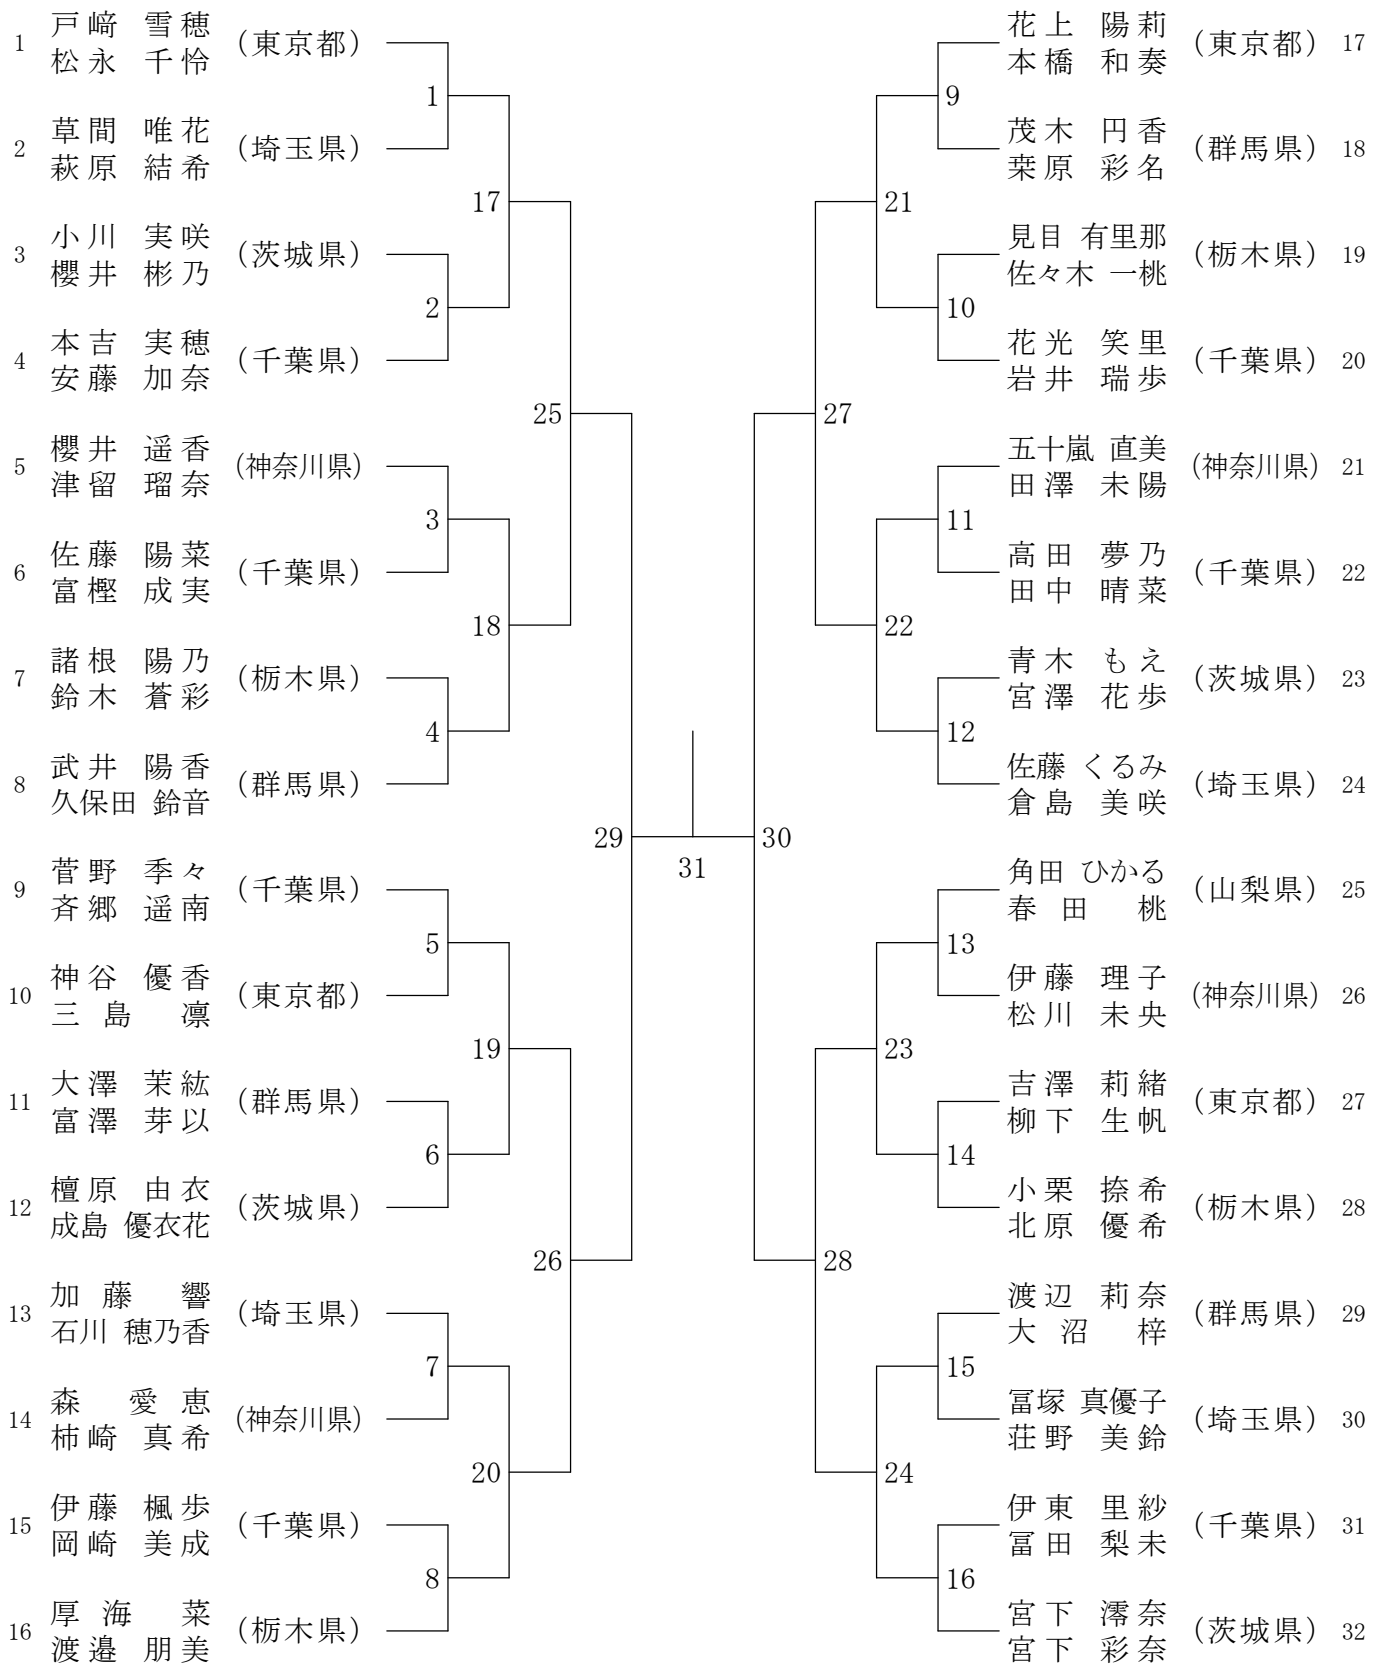 1 戸﨑 雪穂 (東京都)
松永 千怜
1
2 草間 唯花 (埼玉県)
萩原 結希
17
3 小川 実咲 (茨城県)
櫻井 彬乃
2
4 本吉 実穂 (千葉県)
安藤 加奈
25
5 櫻井 遥香 (神奈川県)
津留 瑠奈
3
6 佐藤 陽菜 (千葉県)
富樫 成実
18
7 諸根 陽乃 (栃木県)
鈴木 蒼彩
4
8 武井 陽香 (群馬県)
久保田 鈴音
29
9 菅野 季々 (千葉県)
斉郷 遥南
5
10 神谷 優香 (東京都)
三島 凛
19
11 大澤 茉紘 (群馬県)
富澤 芽以
6
12 檀原 由衣 (茨城県)
成島 優衣花
26
13 加藤 響 (埼玉県)
石川 穂乃香
7
14 森 愛恵 (神奈川県)
柿崎 真希
20
15 伊藤 楓歩 (千葉県)
岡崎 美成
8
16 厚海 菜 (栃木県)
渡邉 朋美
31
花上 陽莉 (東京都) 17
本橋 和奏
9
茂木 円香 (群馬県) 18
桒原 彩名
21
見目 有里那 (栃木県) 19
佐々木 一桃
10
花光 笑里 (千葉県) 20
岩井 瑞歩
27
五十嵐 直美 (神奈川県) 21
田澤 未陽
11
高田 夢乃 (千葉県) 22
田中 晴菜
22
青木 もえ (茨城県) 23
宮澤 花歩
12
佐藤 くるみ (埼玉県) 24
倉島 美咲
30
角田 ひかる (山梨県) 25
春田 桃
13
伊藤 理子 (神奈川県) 26
松川 未央
23
吉澤 莉緒 (東京都) 27
柳下 生帆
14
小栗 捺希 (栃木県) 28
北原 優希
28
渡辺 莉奈 (群馬県) 29
大沼 梓
15
冨塚 真優子 (埼玉県) 30
荘野 美鈴
24
伊東 里紗 (千葉県) 31
冨田 梨未
16
宮下 澪奈 (茨城県) 32
宮下 彩奈